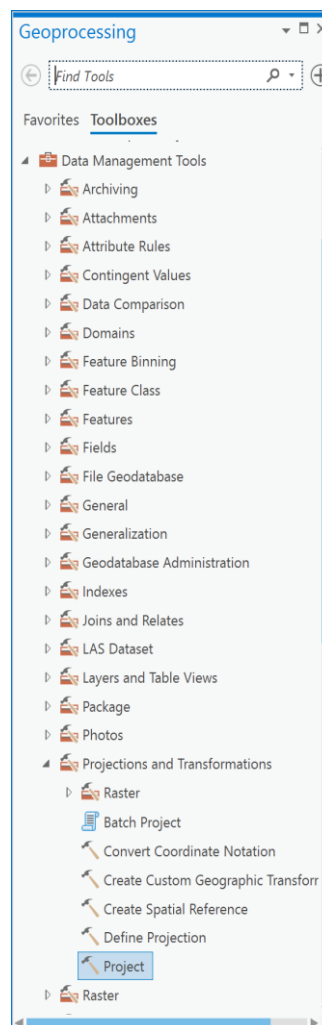 Geoprocessing
Find Tools
Favorites Toolboxes
Data Management Tools
Archiving
Attachments
Attribute Rules
Contingent Values
Data Comparison
Domains
Feature Binning
Feature Class
Features
Fields
File Geodatabase
General
Generalization
Geodatabase Administration
Indexes
Joins and Relates
LAS Dataset
Layers and Table Views
Package
Photos
Projections and Transformations
Raster
Batch Project
Convert Coordinate Notation
Create Custom Geographic Transforr
Create Spatial Reference
Define Projection
Project
Raster